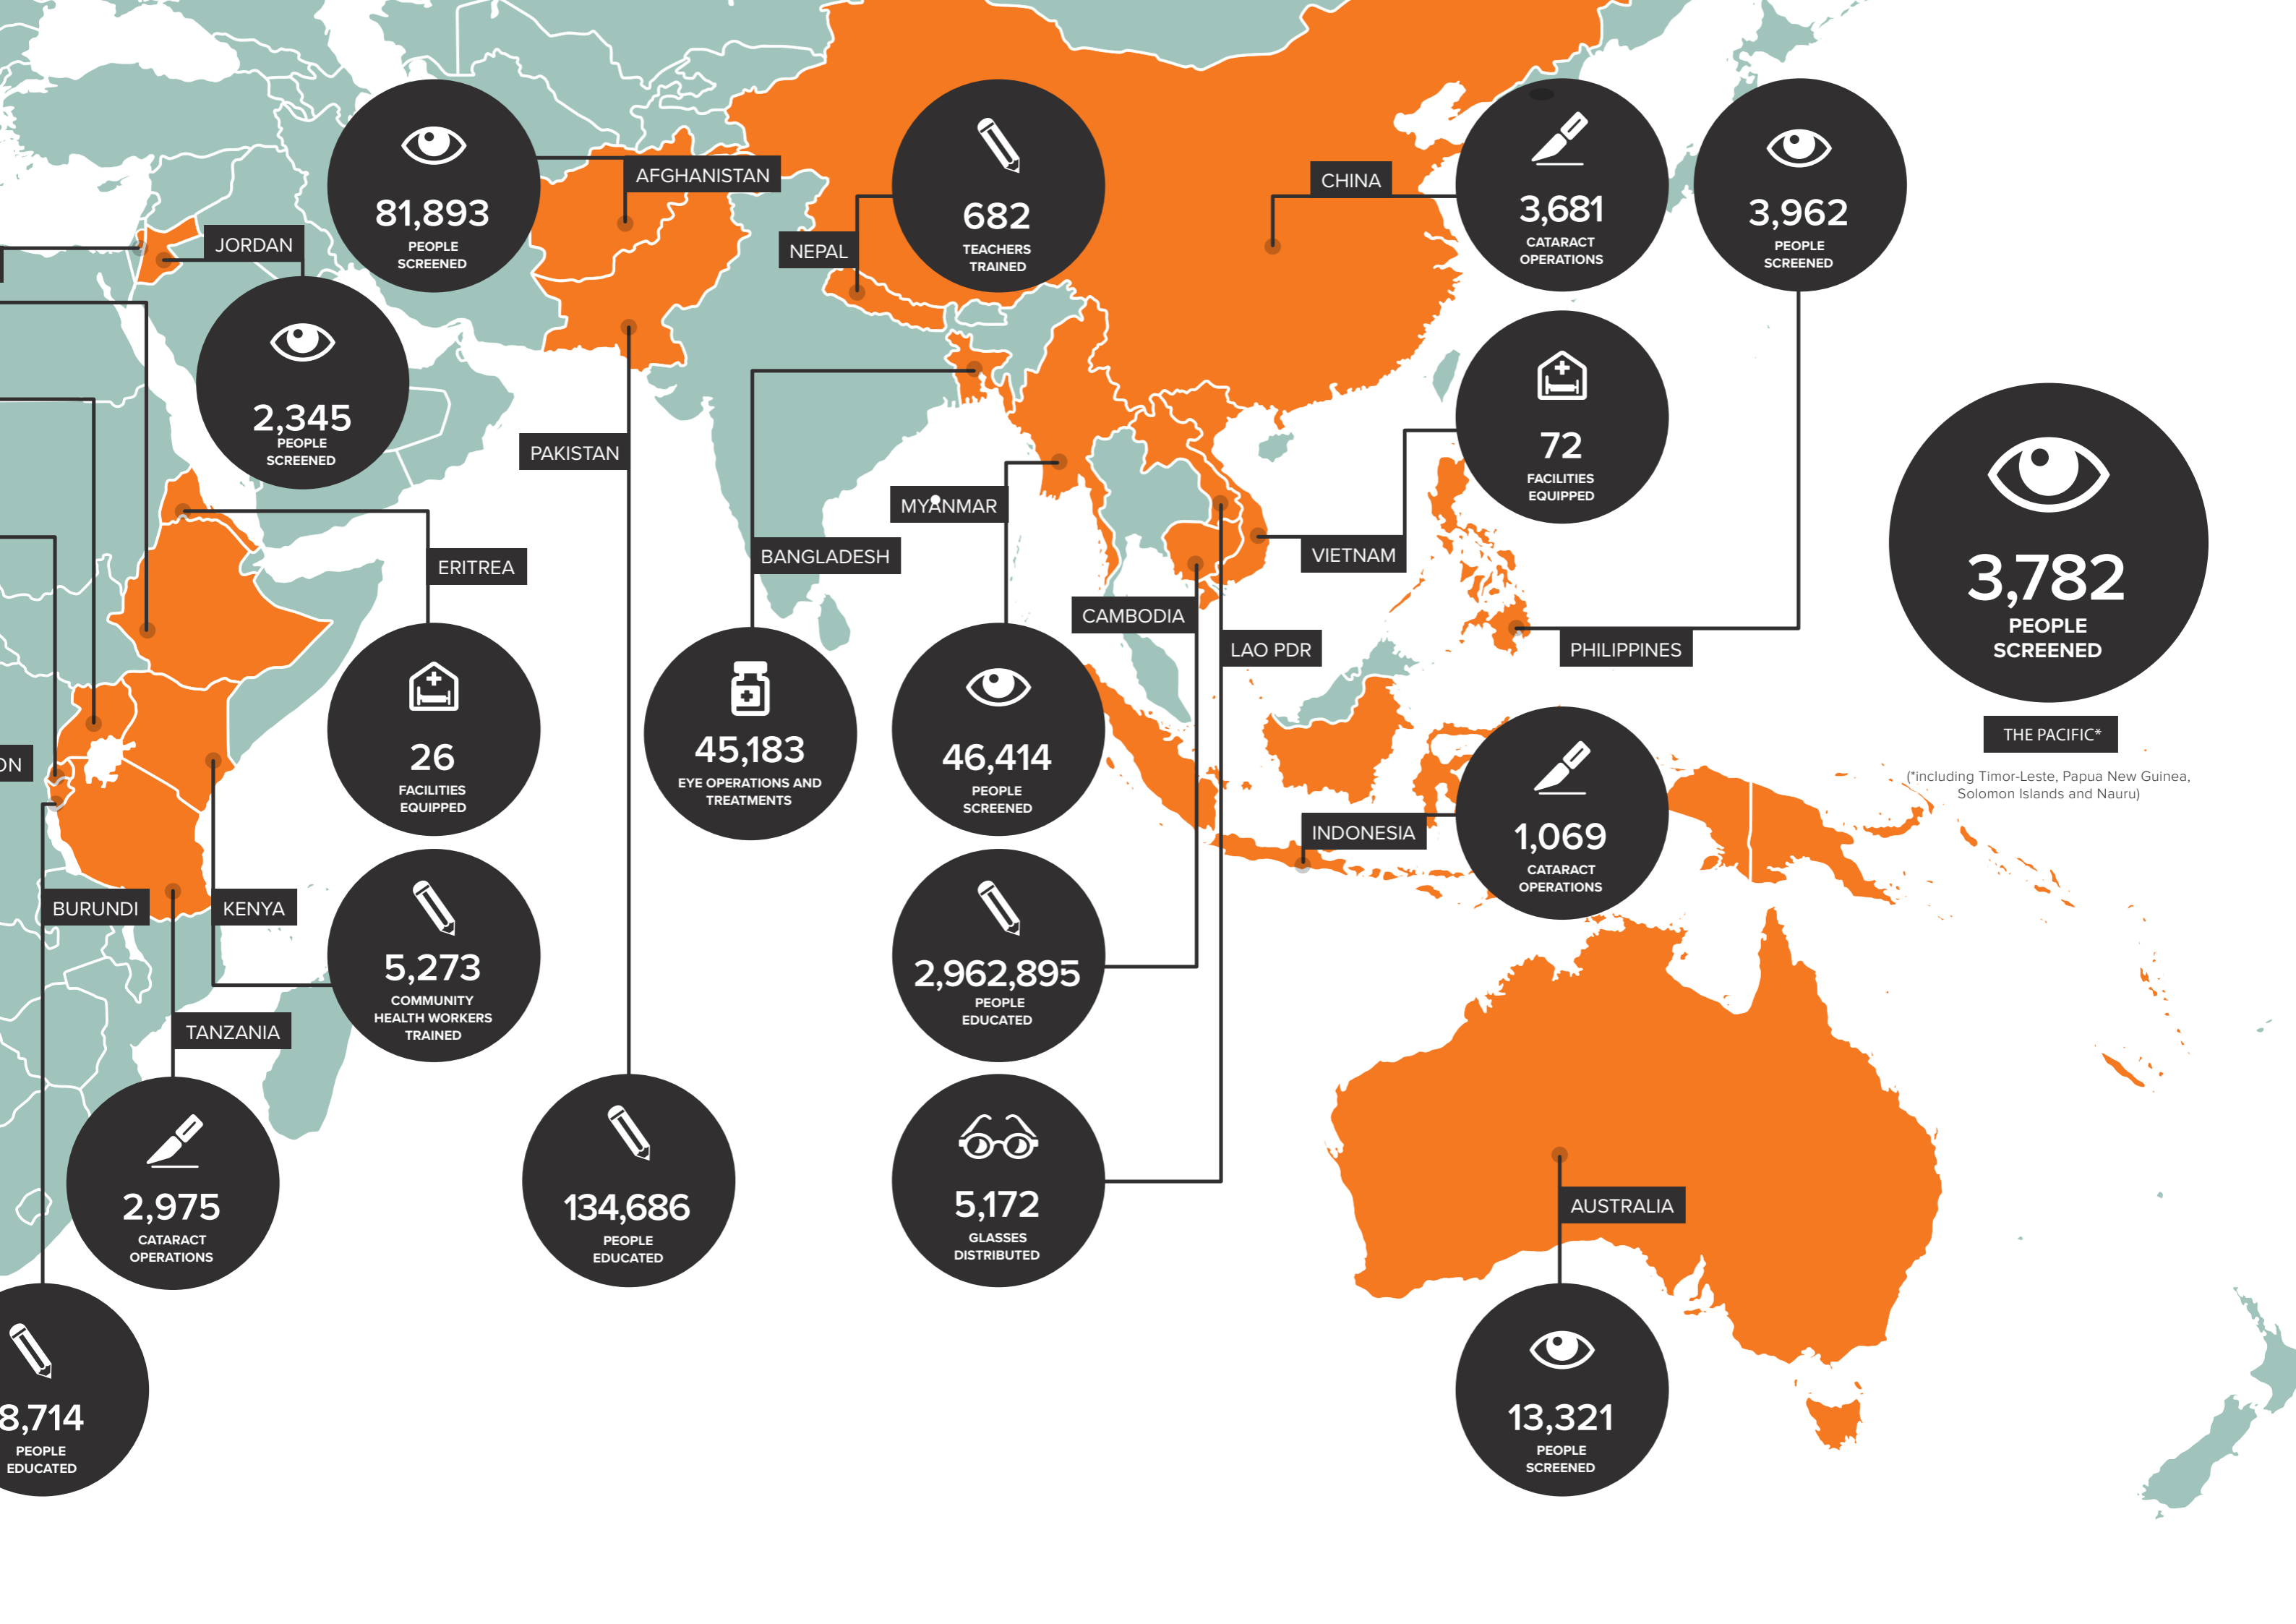 81,893
PEOPLE
SCREENED
AFGHANISTAN
682
TEACHERS
TRAINED
NEPAL
CHINA
3,681
CATARACT
OPERATIONS
3,962
PEOPLE
SCREENED
JORDAN
2,345
PEOPLE
SCREENED
72
FACILITIES
EQUIPPED
PAKISTAN
MYANMAR
BANGLADESH
VIETNAM
ERITREA
CAMBODIA
LAO PDR
PHILIPPINES
3,782
PEOPLE
SCREENED
THE PACIFIC*
(*including Timor-Leste, Papua New Guinea,
Solomon Islands and Nauru)
ON
26
FACILITIES
EQUIPPED
45,183
EYE OPERATIONS AND
TREATMENTS
46,414
PEOPLE
SCREENED
INDONESIA
1,069
CATARACT
OPERATIONS
BURUNDI
KENYA
5,273
COMMUNITY
HEALTH WORKERS
TRAINED
2,962,895
PEOPLE
EDUCATED
TANZANIA
2,975
CATARACT
OPERATIONS
134,686
PEOPLE
EDUCATED
5,172
GLASSES
DISTRIBUTED
AUSTRALIA
8,714
PEOPLE
EDUCATED
13,321
PEOPLE
SCREENED